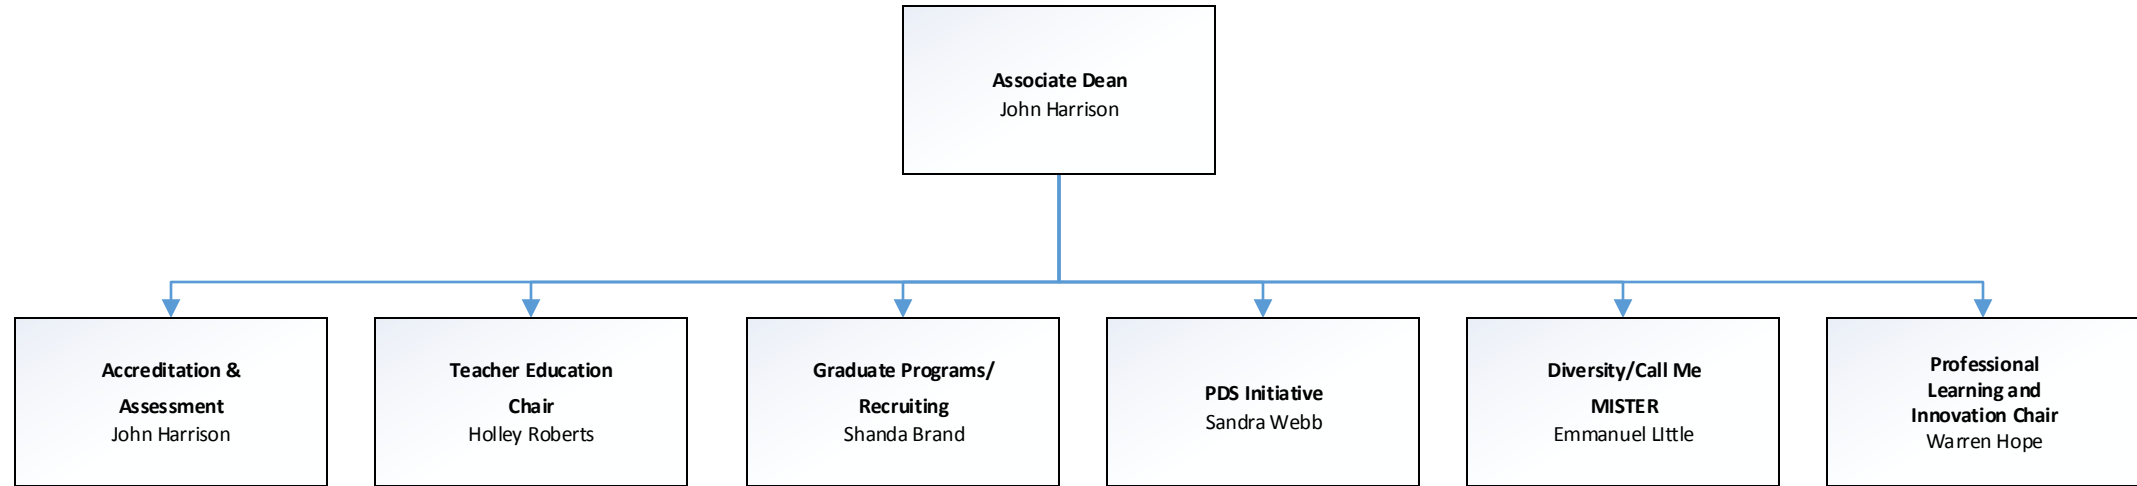 Associate Dean
John Harrison
Accreditation &
Assessment
John Harrison
Teacher Education
Chair
Holley Roberts
Graduate Programs/
Recruiting
Shanda Brand
PDS Initiative
Sandra Webb
Diversity/Call Me
MISTER
Emmanuel LIttle
Professional
Learning and
Innovation Chair
Warren Hope